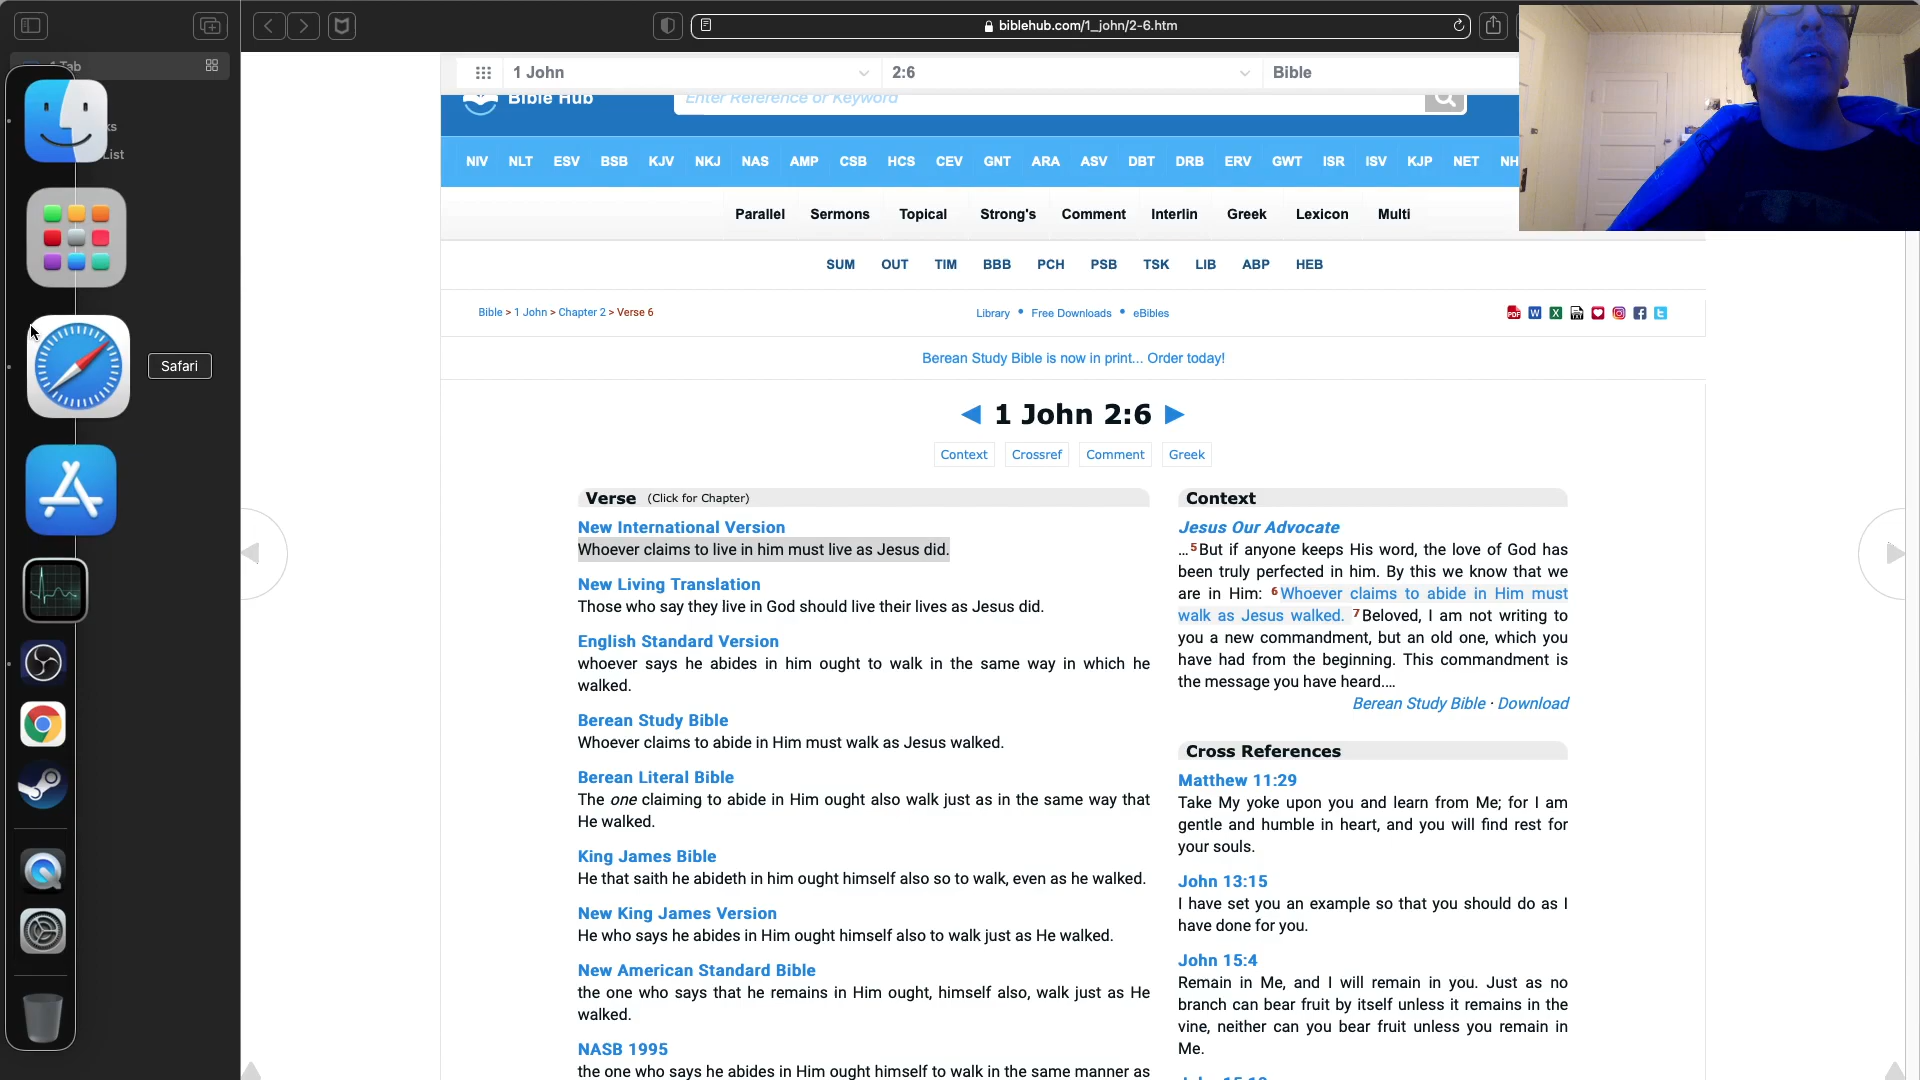 1 Tab
ks
List
Safari
biblehub.com/1_john/2-6.htm
1 John
2:6
Bible
Bible Hub
Enter Reference or Keyword
NIV NLT ESV BSB KJV NKJ NAS AMP CSB HCS CEV GNT ARA ASV DBT DRB ERV GWT ISR ISV KJP NET NH
Parallel Sermons Topical Strong's Comment Interlin Greek Lexicon Multi
SUM OUT TIM BBB PCH PSB TSK LIB ABP HEB
Bible > 1 John > Chapter 2 > Verse 6
Library • Free Downloads • eBibles
PDF W X TXT
Berean Study Bible is now in print... Order today!
◄ 1 John 2:6 ►
Context Crossref Comment Greek
Verse (Click for Chapter)
New International Version
Whoever claims to live in him must live as Jesus did.
New Living Translation
Those who say they live in God should live their lives as Jesus did.
English Standard Version
whoever says he abides in him ought to walk in the same way in which he
walked.
Berean Study Bible
Whoever claims to abide in Him must walk as Jesus walked.
Berean Literal Bible
The one claiming to abide in Him ought also walk just as in the same way that
He walked.
King James Bible
He that saith he abideth in him ought himself also so to walk, even as he walked.
New King James Version
He who says he abides in Him ought himself also to walk just as He walked.
New American Standard Bible
the one who says that he remains in Him ought, himself also, walk just as He
walked.
NASB 1995
the one who says he abides in Him ought himself to walk in the same manner as
Context
Jesus Our Advocate
…5But if anyone keeps His word, the love of God has
been truly perfected in him. By this we know that we
are in Him: 6Whoever claims to abide in Him must
walk as Jesus walked. 7Beloved, I am not writing to
you a new commandment, but an old one, which you
have had from the beginning. This commandment is
the message you have heard.…
Berean Study Bible · Download
Cross References
Matthew 11:29
Take My yoke upon you and learn from Me; for I am
gentle and humble in heart, and you will find rest for
your souls.
John 13:15
I have set you an example so that you should do as I
have done for you.
John 15:4
Remain in Me, and I will remain in you. Just as no
branch can bear fruit by itself unless it remains in the
vine, neither can you bear fruit unless you remain in
Me.